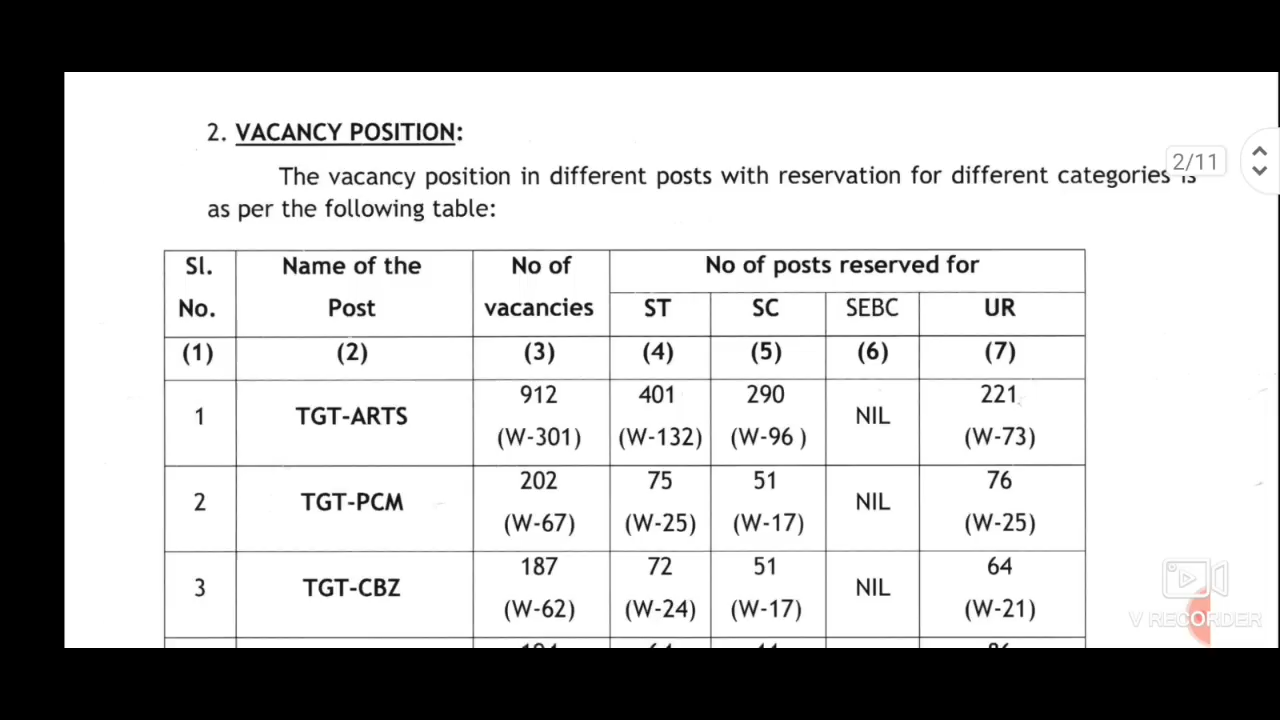 2. VACANCY POSITION:
The vacancy position in different posts with reservation for different categories is
2/11
as per the following table:
Sl. No. Name of the Post No of vacancies No of posts reserved for
ST SC SEBC UR
(1) (2) (3) (4) (5) (6) (7)
1 TGT-ARTS 912 (W-301) 401 (W-132) 290 (W-96 ) NIL 221 (W-73)
2 TGT-PCM 202 (W-67) 75 (W-25) 51 (W-17) NIL 76 (W-25)
3 TGT-CBZ 187 (W-62) 72 (W-24) 51 (W-17) NIL 64 (W-21)
V RECORDER